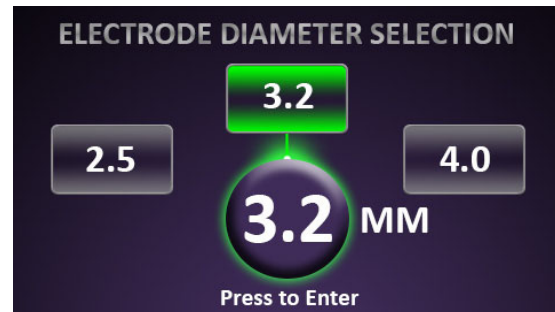 ELECTRODE DIAMETER SELECTION
3.2
2.5
4.0
3.2 MM
Press to Enter